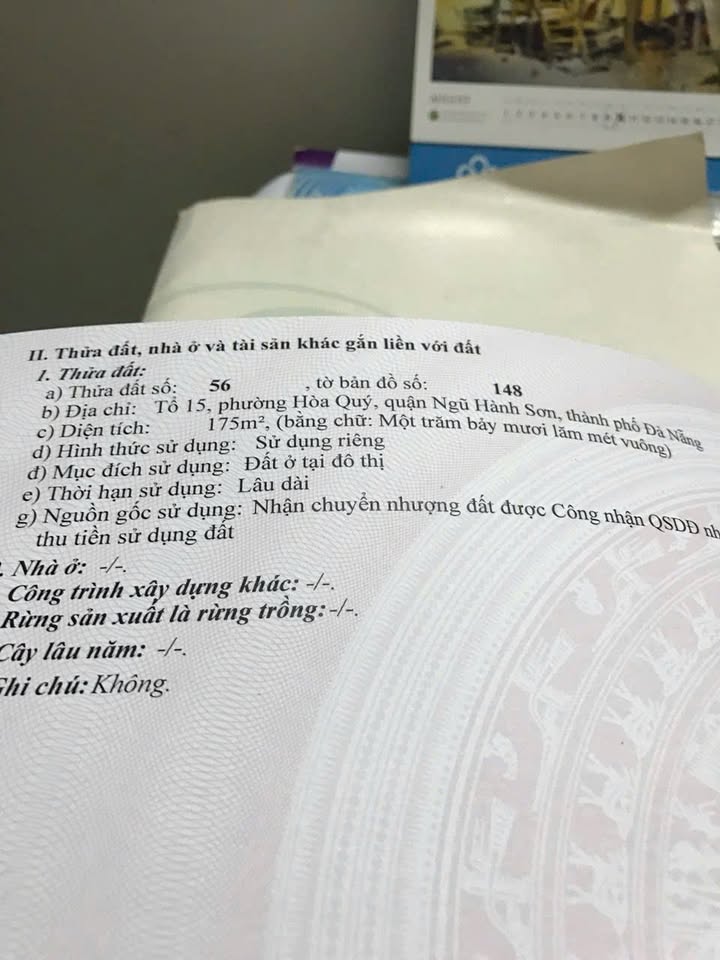 II. Thửa đất, nhà ở và tài sản khác gắn liền với đất
1. Thửa đất:
a) Thửa đất số: 56 , tờ bản đồ số: 148
b) Địa chỉ: Tổ 15, phường Hòa Quý, quận Ngũ Hành Sơn, thành phố Đà Nẵng
c) Diện tích: 175m², (bằng chữ: Một trăm bảy mươi lăm mét vuông)
d) Hình thức sử dụng: Sử dụng riêng
đ) Mục đích sử dụng: Đất ở tại đô thị
e) Thời hạn sử dụng: Lâu dài
g) Nguồn gốc sử dụng: Nhận chuyển nhượng đất được Công nhận QSDĐ nh
thu tiền sử dụng đất
. Nhà ở: -/-.
Công trình xây dựng khác: -/-.
Rừng sản xuất là rừng trồng: -/-.
Cây lâu năm: -/-.
Ghi chú: Không.